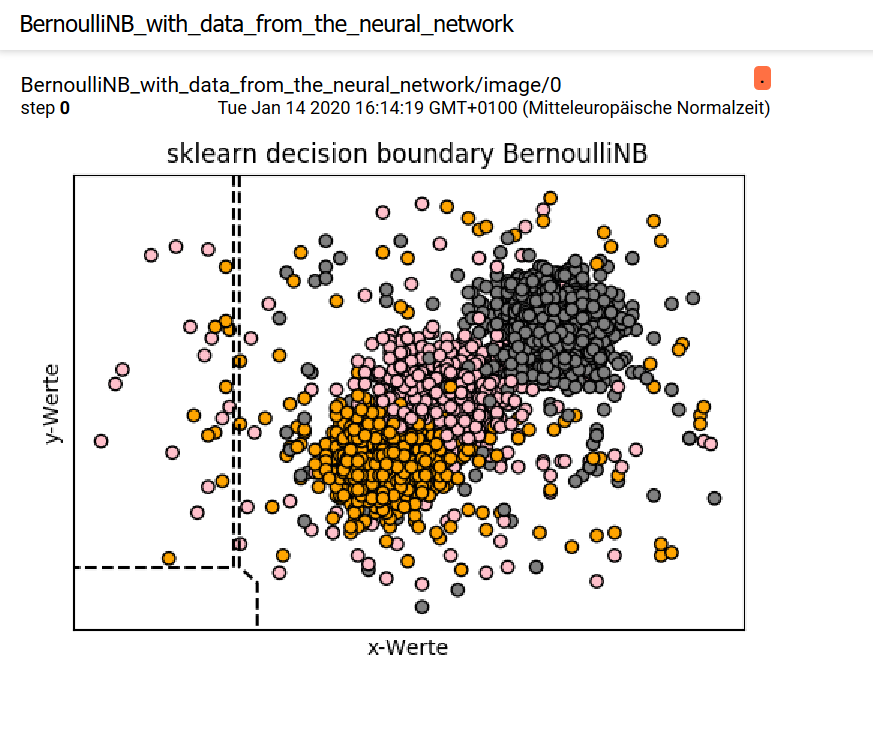 BernoulliNB_with_data_from_the_neural_network
BernoulliNB_with_data_from_the_neural_network/image/0
.
step 0 Tue Jan 14 2020 16:14:19 GMT+0100 (Mitteleuropäische Normalzeit)
sklearn decision boundary BernoulliNB
y-Werte
x-Werte